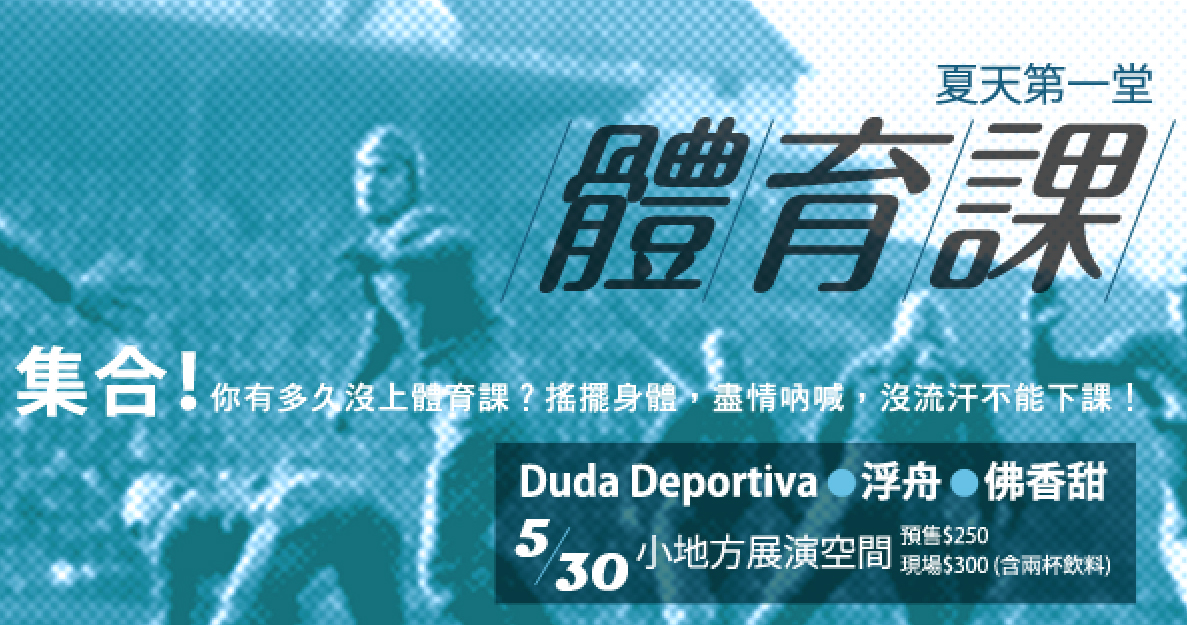 夏天第一堂
體育課
集合!你有多久沒上體育課？搖擺身體，盡情吶喊，沒流汗不能下課！
Duda Deportiva ●浮舟 ●佛香甜
5/30 小地方展演空間
預售$250
現場$300 (含兩杯飲料)